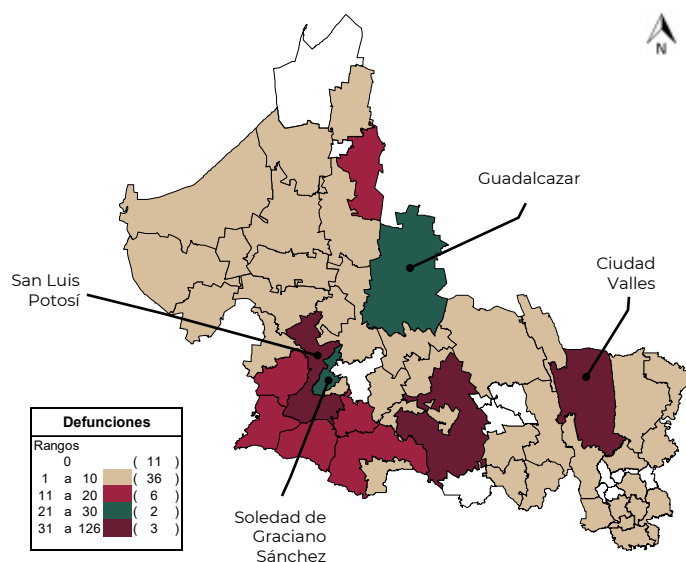 N
Guadalcazar
Ciudad
Valles
San Luis
Potosí
Defunciones
Rangos
0 ( 11 )
1 a 10 ( 36 )
11 a 20 ( 6 )
21 a 30 ( 2 )
31 a 126 ( 3 )
Soledad de
Graciano
Sánchez